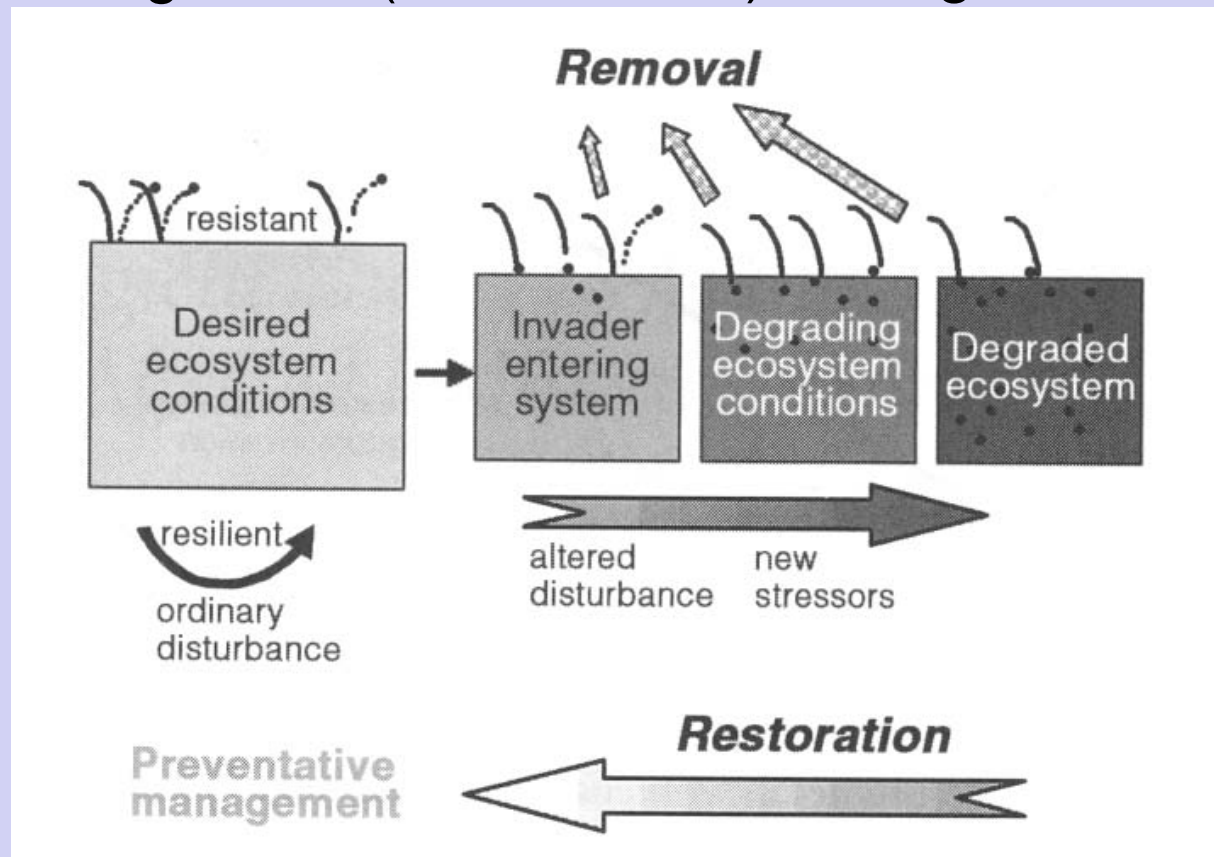 Removal
resistant
Desired
ecosystem
conditions
Invader
entering
system
Degrading
ecosystem
conditions
Degraded
ecosystem
resilient
ordinary
disturbance
altered
disturbance
new
stressors
Restoration
Preventative
management